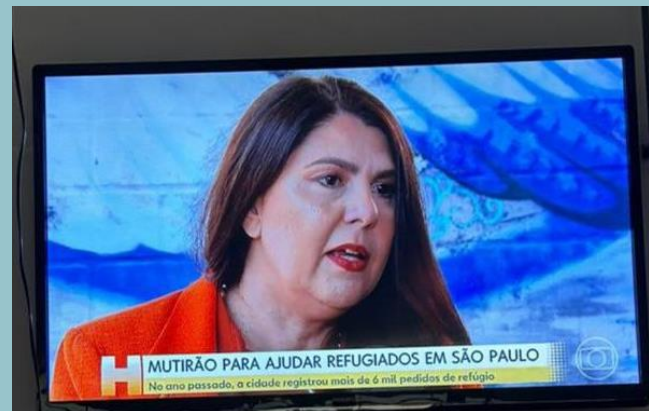 H
MUTIRÃO PARA AJUDAR REFUGIADOS EM SÃO PAULO
No ano passado, a cidade registrou mais de 6 mil pedidos de refúgio